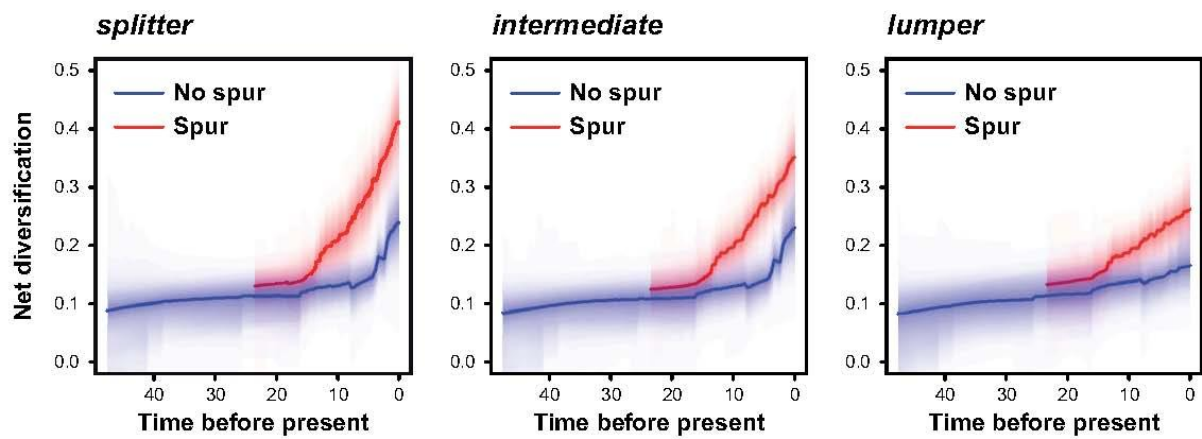 splitter
0.5
0.4
0.3
0.2
0.1
0.0
Net diversification
No spur
Spur
40 30 20 10 0
Time before present
intermediate
0.5
0.4
0.3
0.2
0.1
0.0
No spur
Spur
40 30 20 10 0
Time before present
lumper
0.5
0.4
0.3
0.2
0.1
0.0
No spur
Spur
40 30 20 10 0
Time before present